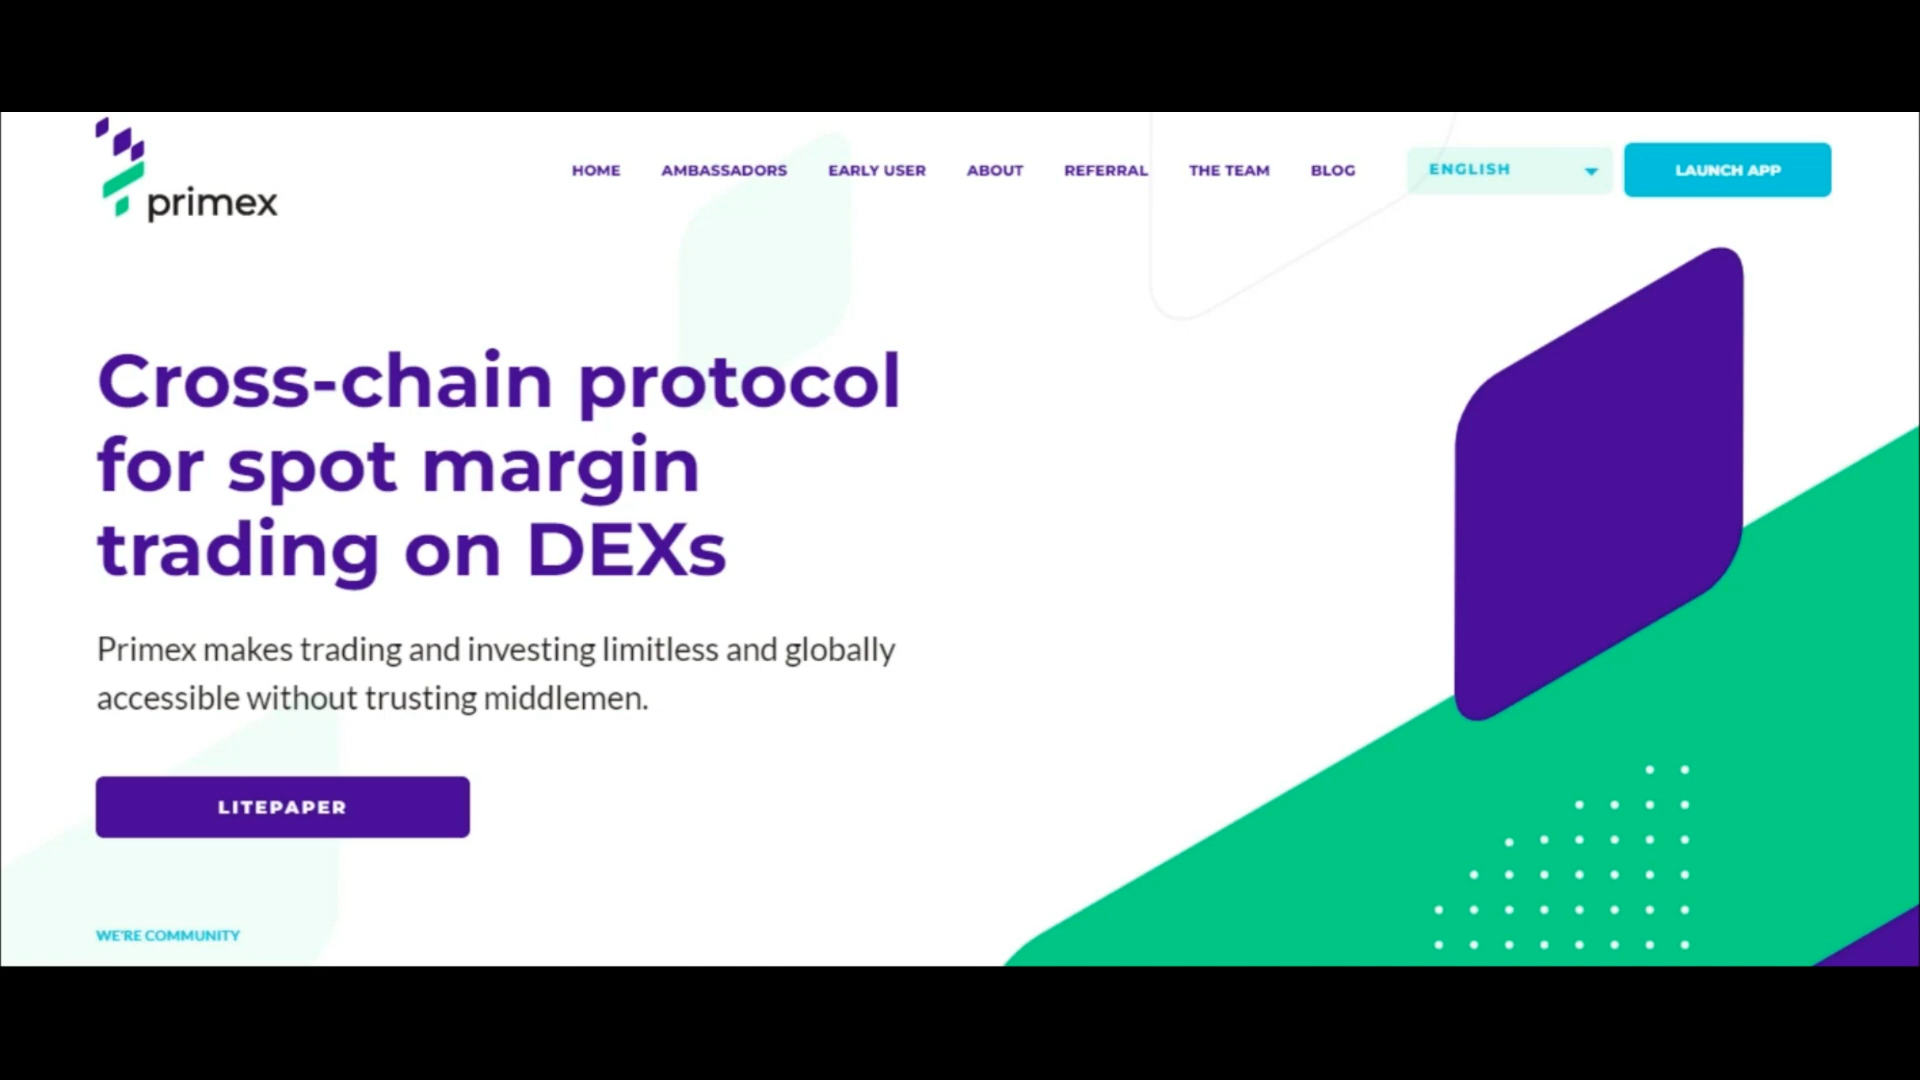 primex
HOME
AMBASSADORS
EARLY USER
ABOUT
REFERRAL
THE TEAM
BLOG
ENGLISH
LAUNCH APP
Cross-chain protocol
for spot margin
trading on DEXs
Primex makes trading and investing limitless and globally
accessible without trusting middlemen.
LITEPAPER
WE'RE COMMUNITY